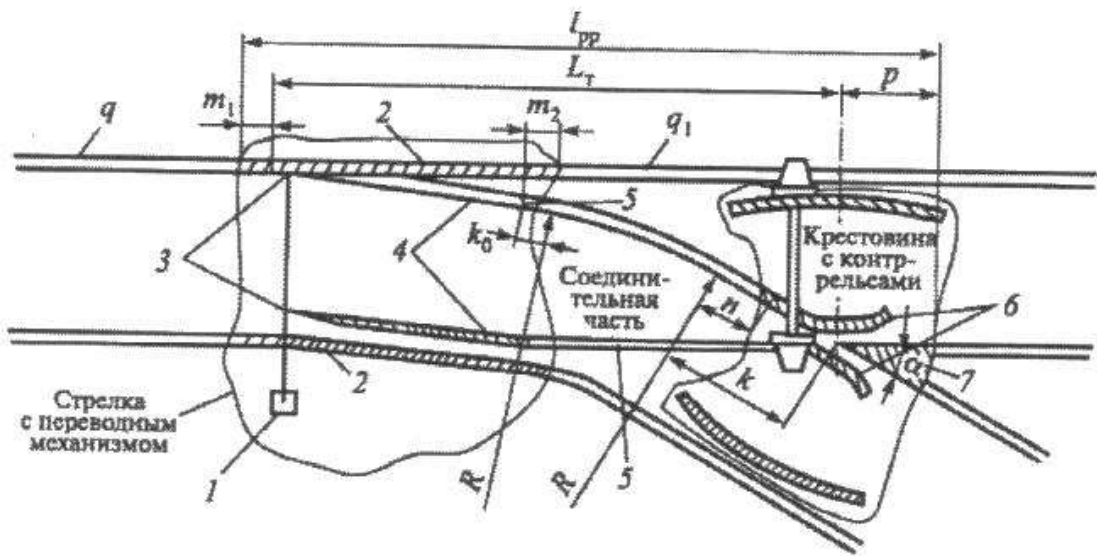 l_pp
L_т
p
m_1
m_2
q
2
q_1
5
k_0
3
4
Крестовина
с контр-
рельсами
Соедини-
тельная
часть
n
6
k
α
7
2
Стрелка
с переводным
механизмом
1
R
R
5